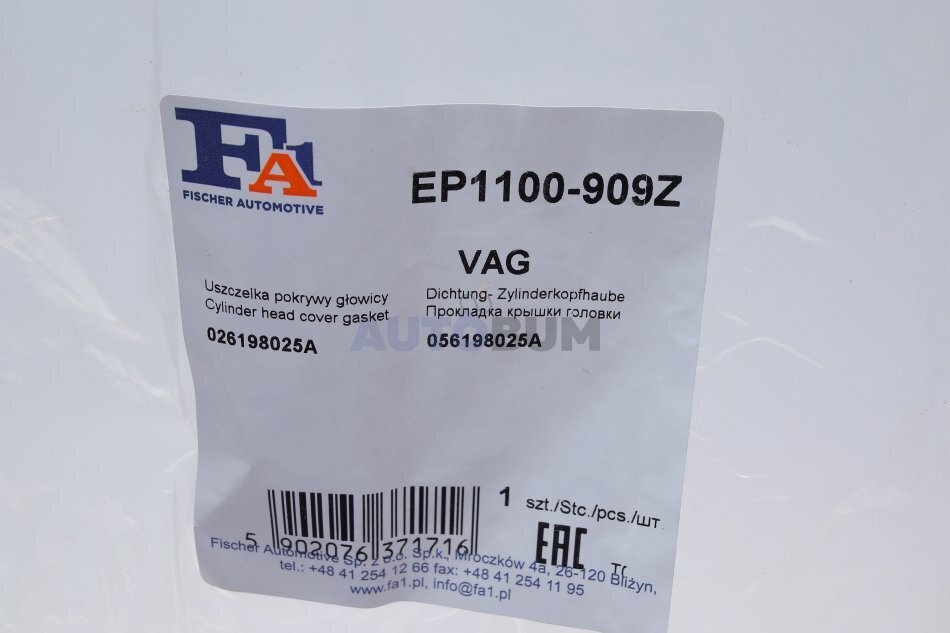 FA1
FISCHER AUTOMOTIVE
EP1100-909Z
VAG
Uszczelka pokrywy głowicy
Cylinder head cover gasket
026198025A
Dichtung- Zylinderkopfhaube
Прокладка крышки головки
056198025A
AUTOBUM
1 szt./Stc./pcs./шт.
5 902076 371716
EAC
TC
Fischer Automotive Sp. z o.o. Sp.k., Mroczków 4a, 26-120 Bliżyn,
tel.: +48 41 254 12 66 fax: +48 41 254 11 95
www.fa1.pl, info@fa1.pl